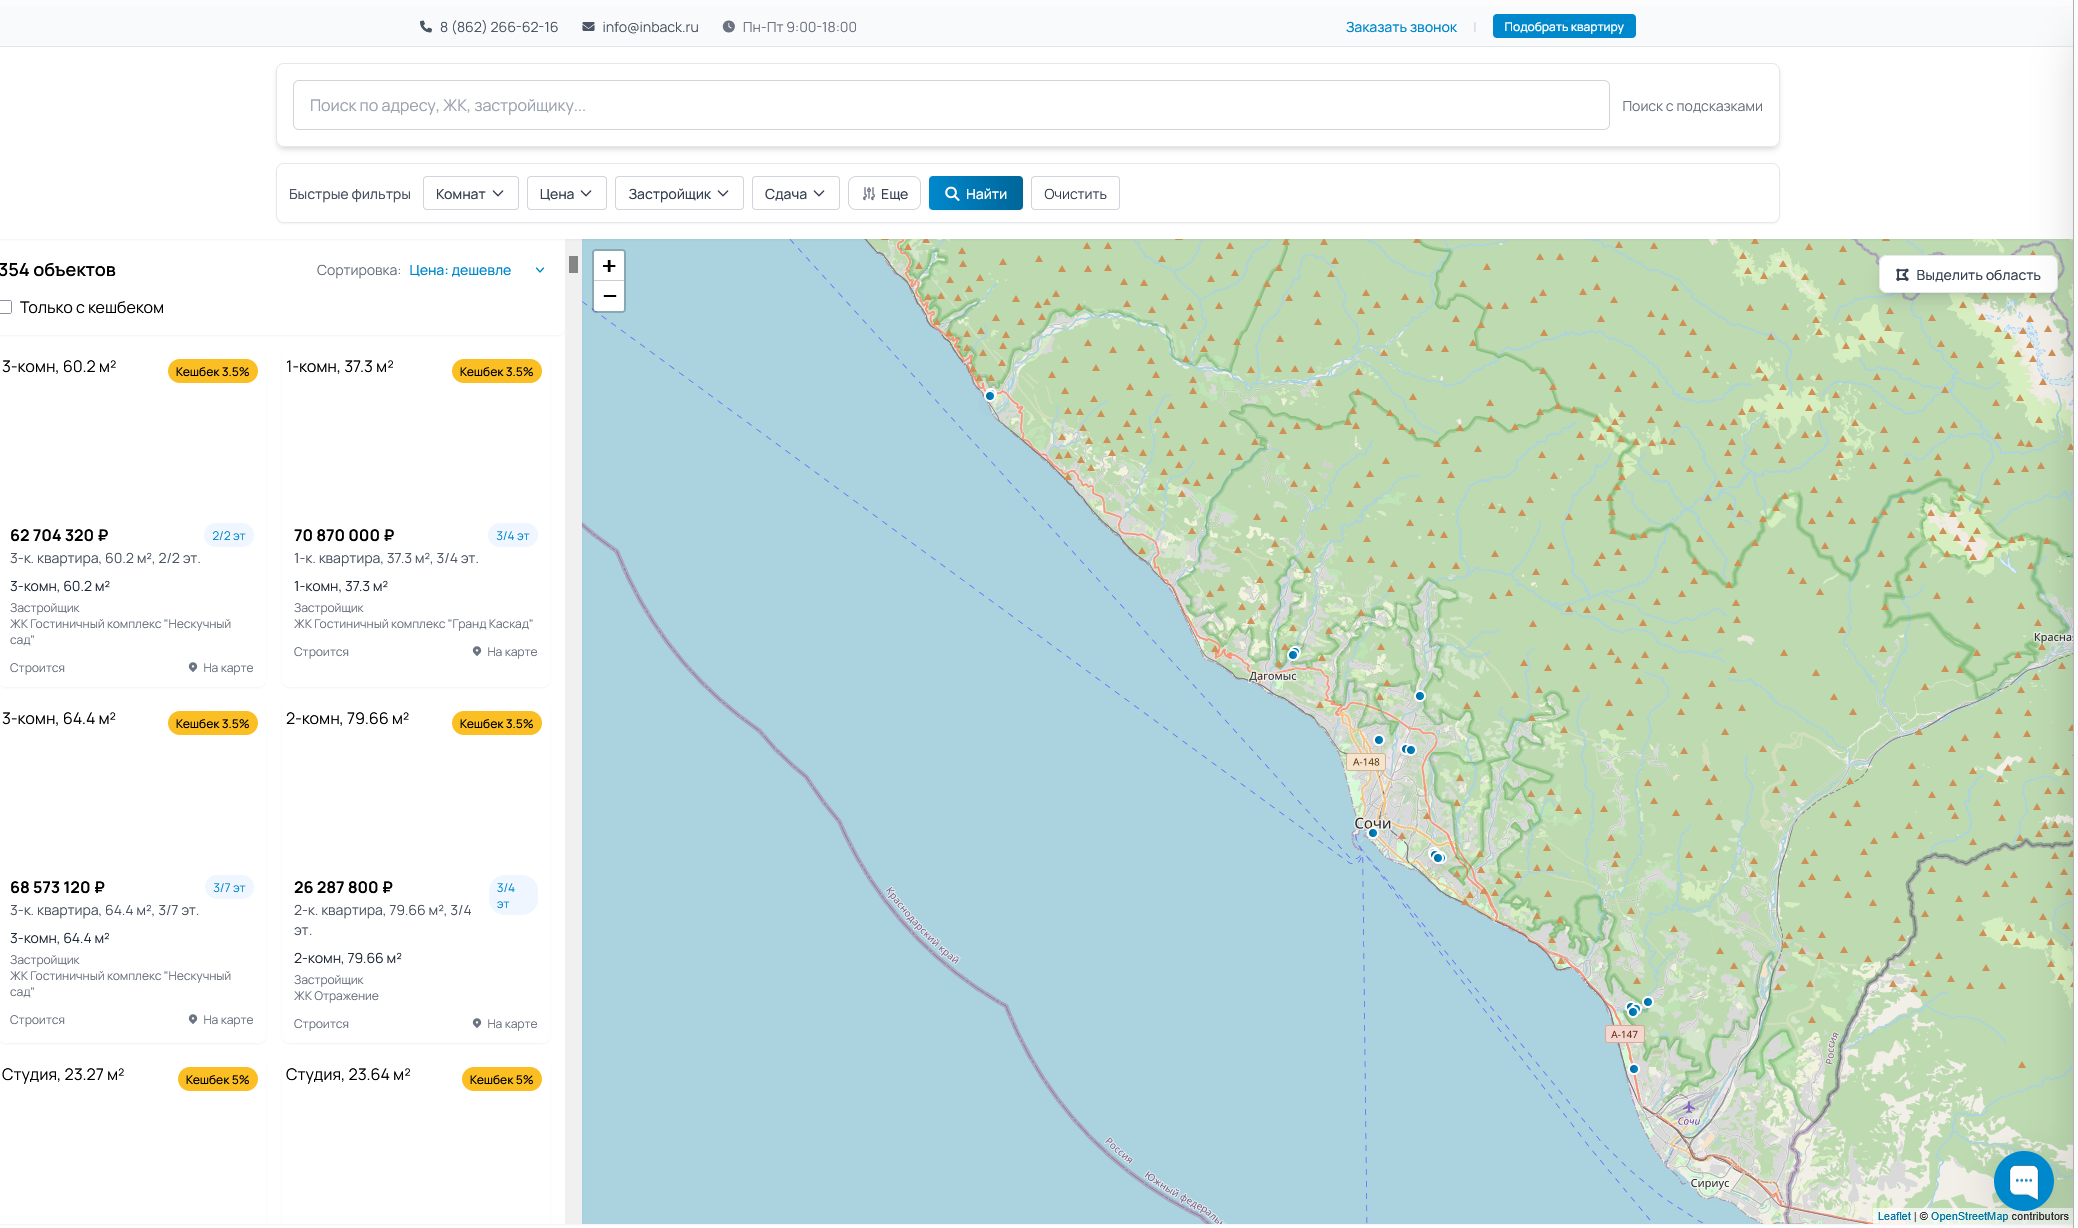 8 (862) 266-62-16
info@inback.ru
Пн-Пт 9:00-18:00
Заказать звонок
|
Подобрать квартиру
Поиск по адресу, ЖК, застройщику...
Поиск с подсказками
Быстрые фильтры
Комнат
Цена
Застройщик
Сдача
Еще
Найти
Очистить
354 объектов
Сортировка: Цена: дешевле
Только с кешбеком
3-комн, 60.2 м²
Кешбек 3.5%
62 704 320 ₽
2/2 эт
3-к. квартира, 60.2 м², 2/2 эт.
3-комн, 60.2 м²
Застройщик
ЖК Гостиничный комплекс "Нескучный
сад"
Строится
На карте
1-комн, 37.3 м²
Кешбек 3.5%
70 870 000 ₽
3/4 эт
1-к. квартира, 37.3 м², 3/4 эт.
1-комн, 37.3 м²
Застройщик
ЖК Гостиничный комплекс "Гранд Каскад"
Строится
На карте
3-комн, 64.4 м²
Кешбек 3.5%
68 573 120 ₽
3/7 эт
3-к. квартира, 64.4 м², 3/7 эт.
3-комн, 64.4 м²
Застройщик
ЖК Гостиничный комплекс "Нескучный
сад"
Строится
На карте
2-комн, 79.66 м²
Кешбек 3.5%
26 287 800 ₽
3/4
эт
2-к. квартира, 79.66 м², 3/4
эт.
2-комн, 79.66 м²
Застройщик
ЖК Отражение
Строится
На карте
Студия, 23.27 м²
Кешбек 5%
Студия, 23.64 м²
Кешбек 5%
+
−
Выделить область
Красна
Дагомыс
А-148
Сочи
Краснодарский край
А-147
Россия
Сочи
Россия
Южный федераль
Сириус
Leaflet | © OpenStreetMap contributors